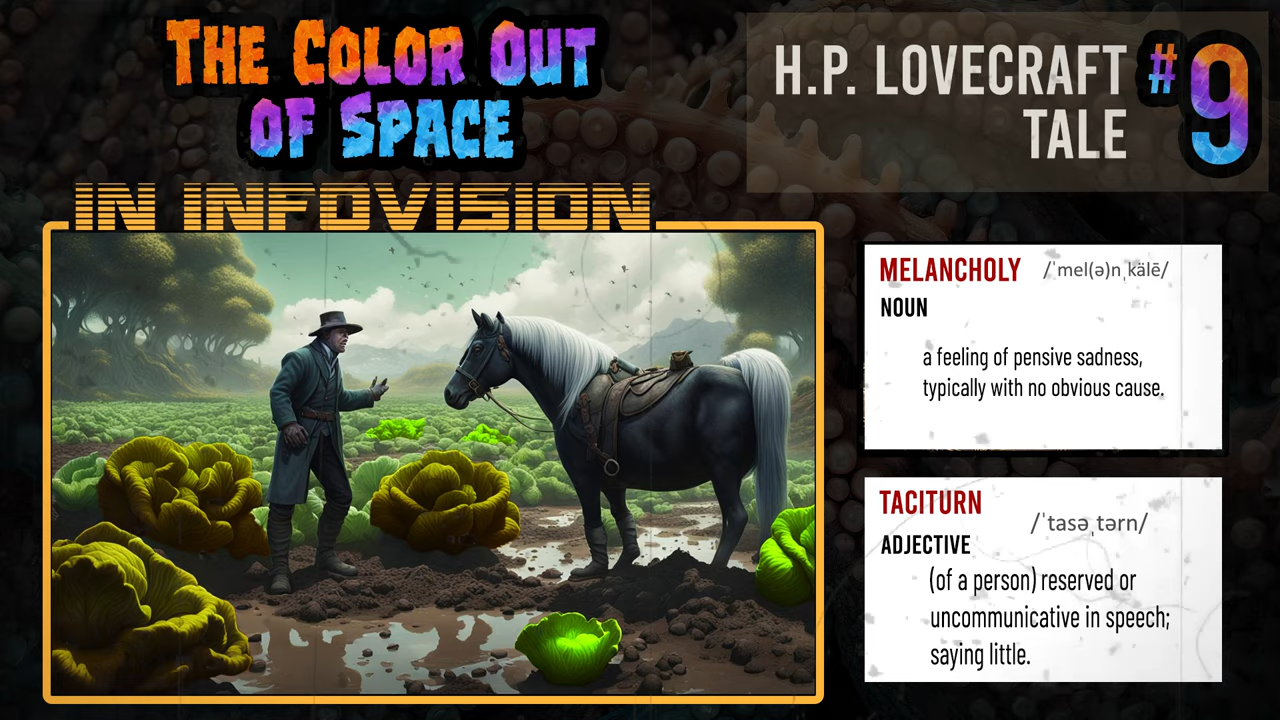 THE COLOR OUT
OF SPACE
H.P. LOVECRAFT
TALE
#9
IN INFOVISION
MELANCHOLY /ˈmel(ə)nˌkälē/
NOUN
a feeling of pensive sadness,
typically with no obvious cause.
TACITURN
/ˈtasəˌtərn/
ADJECTIVE
(of a person) reserved or
uncommunicative in speech;
saying little.